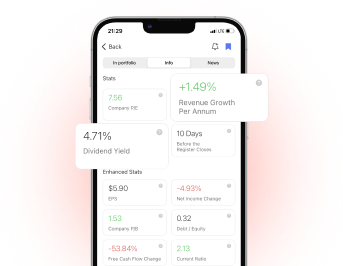 21:29
LTE
Back
In portfolio
Info
News
Stats
7.56
Company P/E
+1.49%
Revenue Growth
Per Annum
4.71%
Dividend Yield
10 Days
Before the
Register Closes
Enhanced Stats
$5.90
EPS
-4.93%
Net Income Change
1.53
Company P/B
0.32
Debt | Equity
-53.84%
Free Cash Flow Change
2.13
Current Ratio